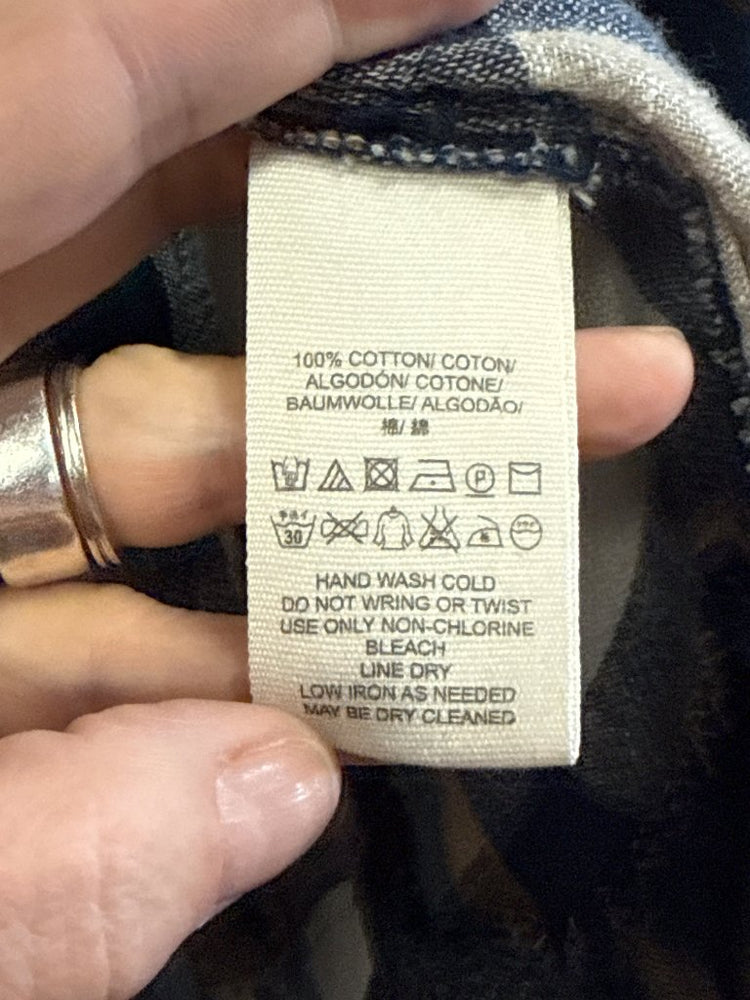 100% COTTON/ COTON/
ALGODÓN/ COTONE/
BAUMWOLLE/ ALGODÃO/
棉/ 綿
P
30
HAND WASH COLD
DO NOT WRING OR TWIST
USE ONLY NON-CHLORINE
BLEACH
LINE DRY
LOW IRON AS NEEDED
MAY BE DRY CLEANED